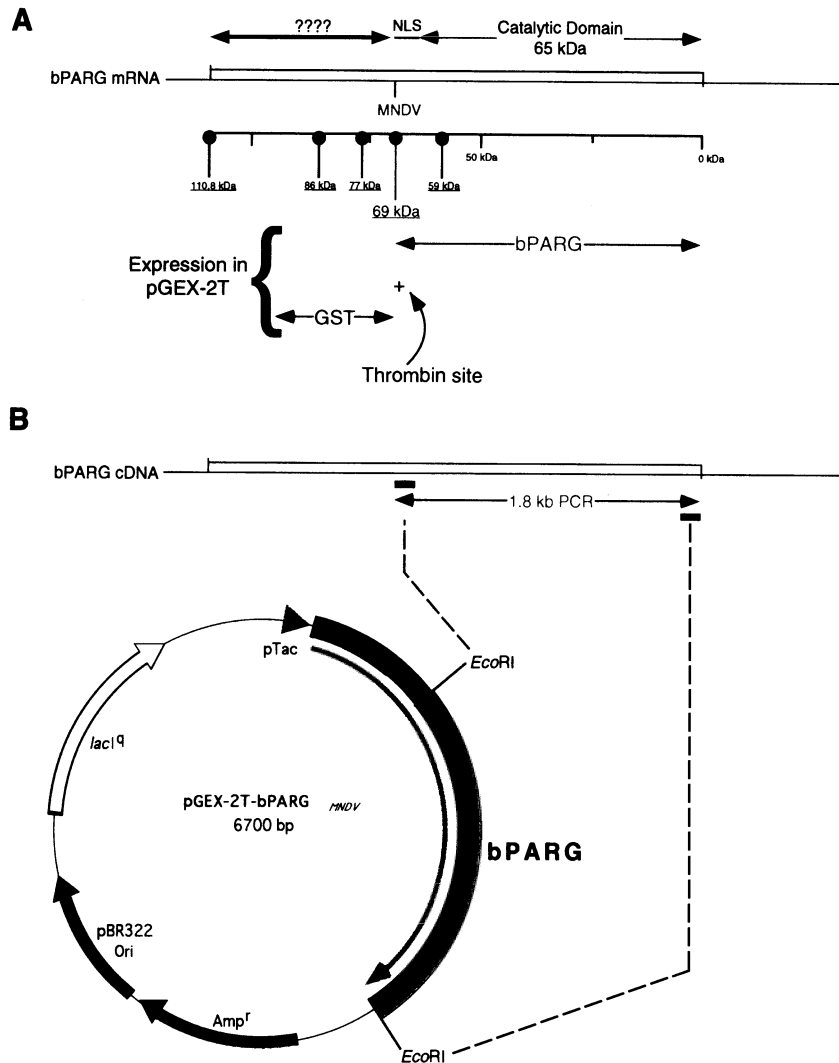 A
????
NLS
Catalytic Domain
65 kDa
bPARG mRNA
MNDV
110.8 kDa
86 kDa
77 kDa
59 kDa
50 kDa
0 kDa
69 kDa
bPARG
Expression in
pGEX-2T
+
GST
Thrombin site
B
bPARG cDNA
1.8 kb PCR
pTac
EcoRI
lacI q
pGEX-2T-bPARG MNDV
6700 bp
bPARG
pBR322
Ori
Amp r
EcoRI